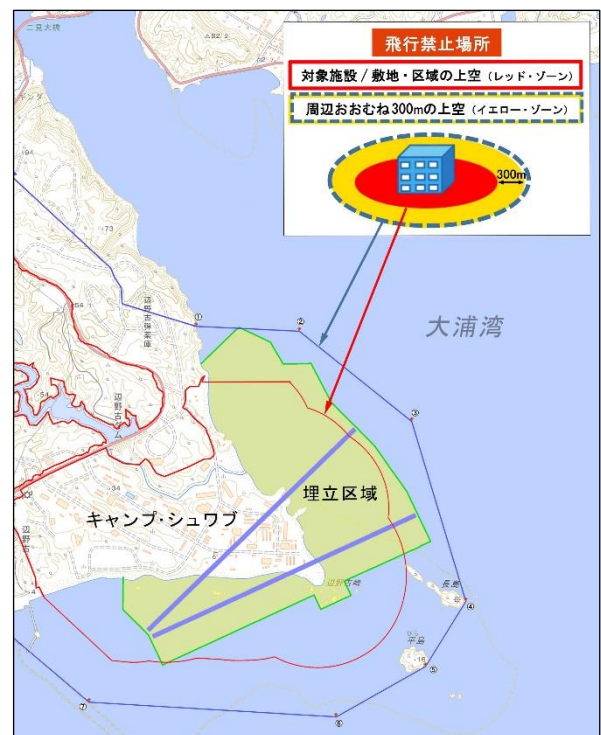 二見大橋
飛行禁止場所
対象施設/敷地・区域の上空（レッド・ゾーン）
周辺おおむね300mの上空（イエロー・ゾーン）
300m
大浦湾
①
②
③
辺野古弾薬庫
辺野古ダム
埋立区域
キャンプ・シュワブ
辺野古
辺野古崎
長島
④
平島
⑤
⑥
⑦